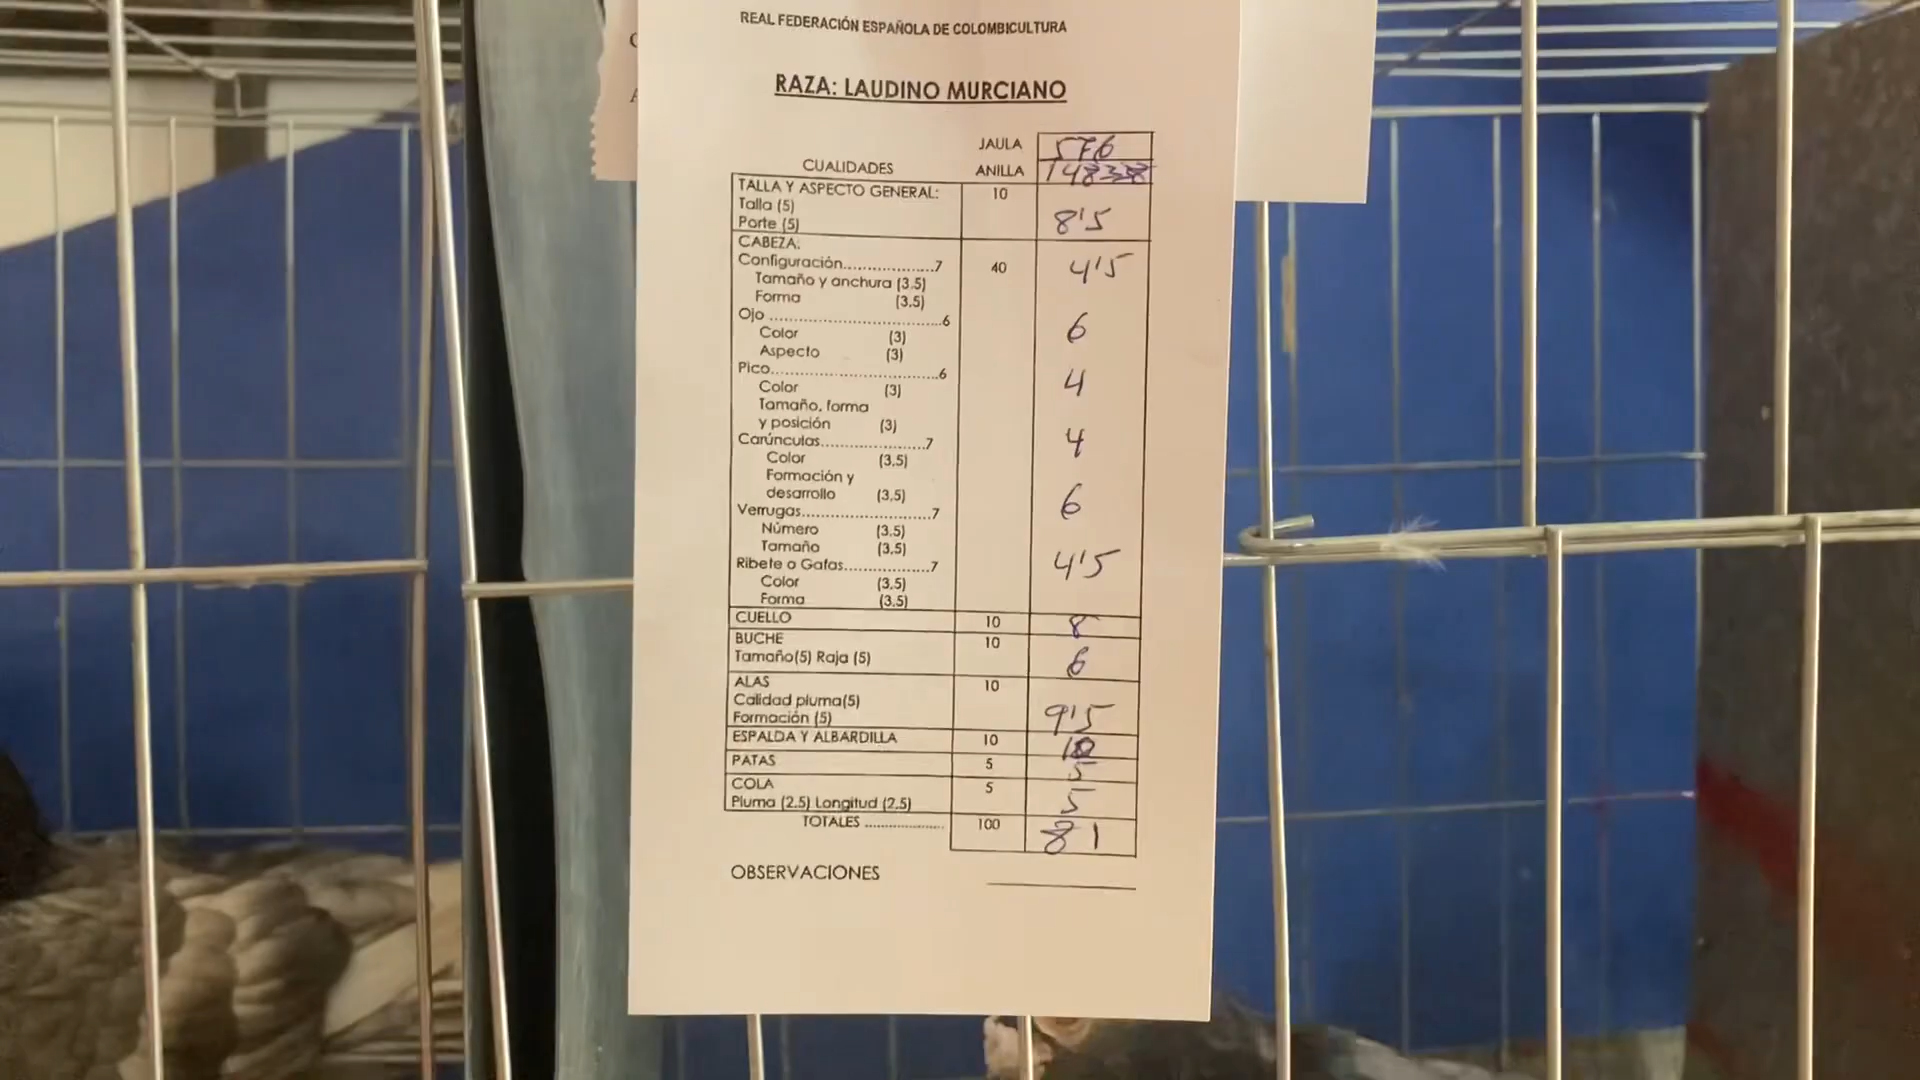 REAL FEDERACIÓN ESPAÑOLA DE COLOMBICULTURA
RAZA: LAUDINO MURCIANO
JAULA 576
CUALIDADES ANILLA
TALLA Y ASPECTO GENERAL: 10
Talla (5)
Porte (5) 8'5
CABEZA:
Configuración..................7 40 4'5
Tamaño y anchura (3.5)
Forma (3.5)
Ojo ..................................6 6
Color (3)
Aspecto (3)
Pico.................................6 4
Color (3)
Tamaño, forma
y posición (3)
Carúnculas.....................7 4
Color (3.5)
Formación y
desarrollo (3.5)
Verrugas..........................7 6
Número (3.5)
Tamaño (3.5)
Ribete o Gafas.................7 4'5
Color (3.5)
Forma (3.5)
CUELLO 10 8
BUCHE 10
Tamaño(5) Raja (5) 6
ALAS 10
Calidad pluma(5)
Formación (5) 9'5
ESPALDA Y ALBARDILLA 10 10
PATAS 5 5
COLA 5
Pluma (2.5) Longitud (2.5) 5
TOTALES .................... 100 81
OBSERVACIONES